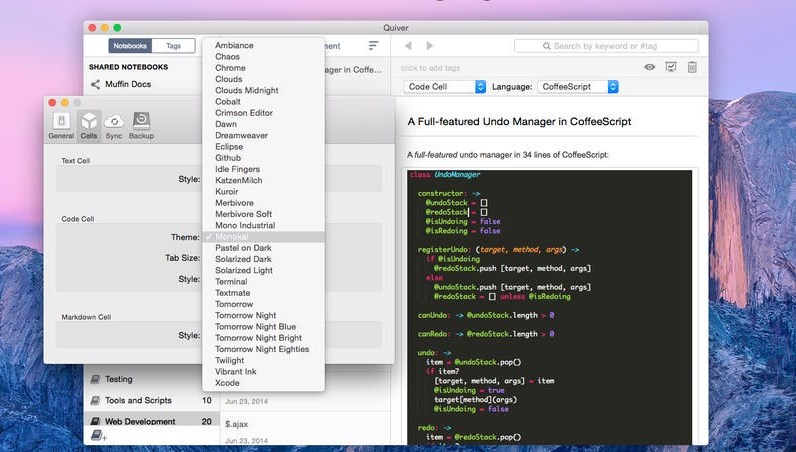 Quiver
Notebooks
Tags
Search by keyword or #tag
SHARED NOTEBOOKS
Muffin Docs
click to add tags
Code Cell
Language:
CoffeeScript
General
Cells
Sync
Backup
Text Cell
Style:
Code Cell
Theme:
Tab Size:
Style:
Markdown Cell
Style:
Ambiance
Chaos
Chrome
Clouds
Clouds Midnight
Cobalt
Crimson Editor
Dawn
Dreamweaver
Eclipse
Github
Idle Fingers
KatzenMilch
Kuroir
Merbivore
Merbivore Soft
Mono Industrial
Monokai
Pastel on Dark
Solarized Dark
Solarized Light
Terminal
Textmate
Tomorrow
Tomorrow Night
Tomorrow Night Blue
Tomorrow Night Bright
Tomorrow Night Eighties
Twilight
Vibrant Ink
Xcode
Testing
Tools and Scripts 10
Web Development 20
Jun 23, 2014
$.ajax
Jun 23, 2014
A Full-featured Undo Manager in CoffeeScript
A full-featured undo manager in 34 lines of CoffeeScript:
class UndoManager
constructor: ->
@undoStack = []
@redoStack = []
@isUndoing = false
@isRedoing = false
registerUndo: (target, method, args) ->
if @isUndoing
@redoStack.push [target, method, args]
else
@undoStack.push [target, method, args]
@redoStack = [] unless @isRedoing
canUndo: -> @undoStack.length > 0
canRedo: -> @redoStack.length > 0
undo: ->
item = @undoStack.pop()
if item?
[target, method, args] = item
@isUndoing = true
target[method](args)
@isUndoing = false
redo: ->
item = @redoStack.pop()